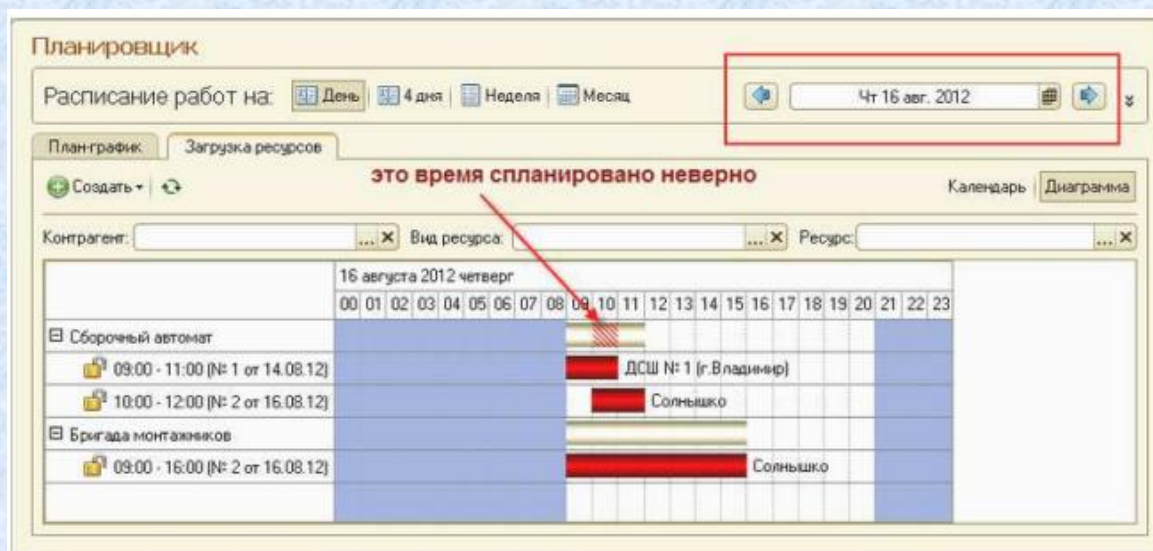 Планировщик
Расписание работ на: День 4 дня Неделя Месяц Чт 16 авг. 2012
План-график Загрузка ресурсов
это время спланировано неверно
Создать Календарь Диаграмма
Контрагент: ... × Вид ресурса: ... × Ресурс: ... ×
16 августа 2012 четверг
00 01 02 03 04 05 06 07 08 09 10 11 12 13 14 15 16 17 18 19 20 21 22 23
Сборочный автомат
09:00 - 11:00 (№ 1 от 14.08.12) ДСШ № 1 (г.Владимир)
10:00 - 12:00 (№ 2 от 16.08.12) Солнышко
Бригада монтажников
09:00 - 16:00 (№ 2 от 16.08.12) Солнышко